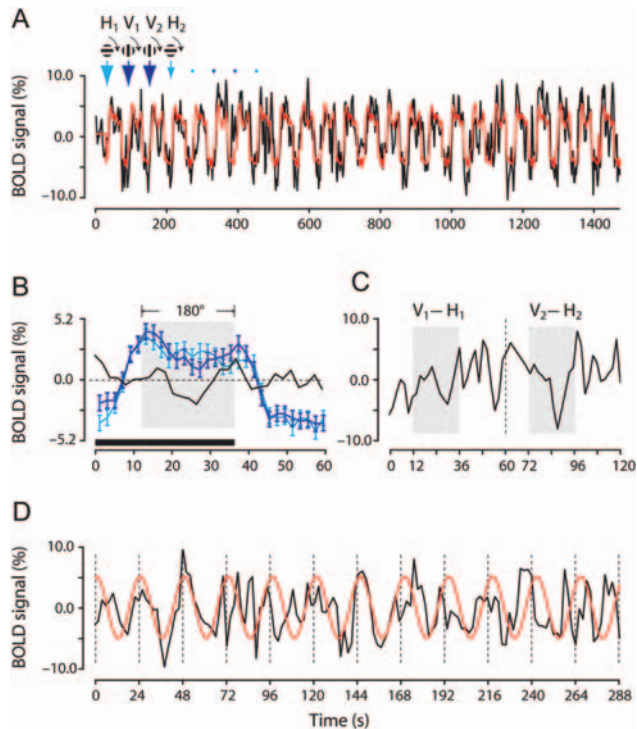 A
H1 V1 V2 H2
BOLD signal (%)
10.0
0.0
−10.0
0 200 400 600 800 1000 1200 1400
B
180°
BOLD signal (%)
5.2
0.0
−5.2
0 10 20 30 40 50 60
C
V1−H1 V2−H2
10.0
−10.0
0 12 36 60 72 96 120
D
BOLD signal (%)
10.0
0.0
−10.0
0 24 48 72 96 120 144 168 192 216 240 264 288
Time (s)